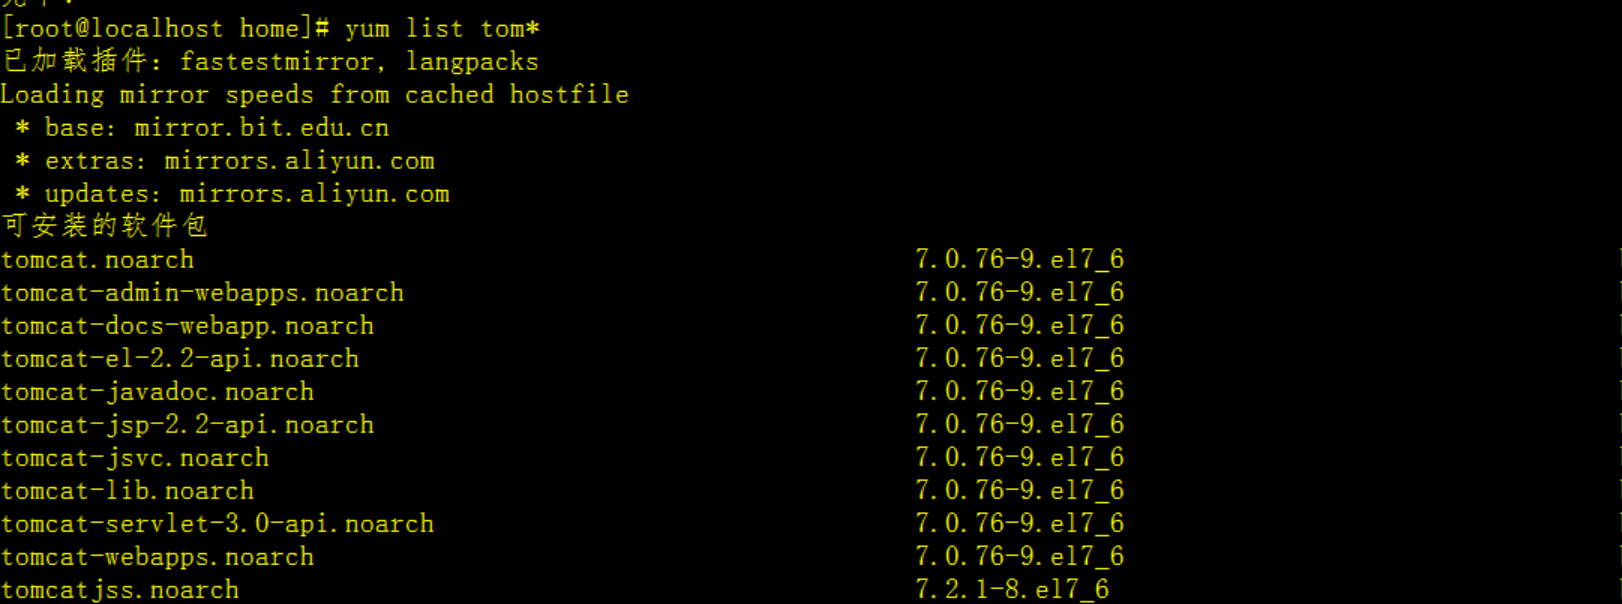 [root@localhost home]# yum list tom*
已加载插件：fastestmirror, langpacks
Loading mirror speeds from cached hostfile
 * base: mirror.bit.edu.cn
 * extras: mirrors.aliyun.com
 * updates: mirrors.aliyun.com
可安装的软件包
tomcat.noarch 7.0.76-9.el7_6
tomcat-admin-webapps.noarch 7.0.76-9.el7_6
tomcat-docs-webapp.noarch 7.0.76-9.el7_6
tomcat-el-2.2-api.noarch 7.0.76-9.el7_6
tomcat-javadoc.noarch 7.0.76-9.el7_6
tomcat-jsp-2.2-api.noarch 7.0.76-9.el7_6
tomcat-jsvc.noarch 7.0.76-9.el7_6
tomcat-lib.noarch 7.0.76-9.el7_6
tomcat-servlet-3.0-api.noarch 7.0.76-9.el7_6
tomcat-webapps.noarch 7.0.76-9.el7_6
tomcatjss.noarch 7.2.1-8.el7_6